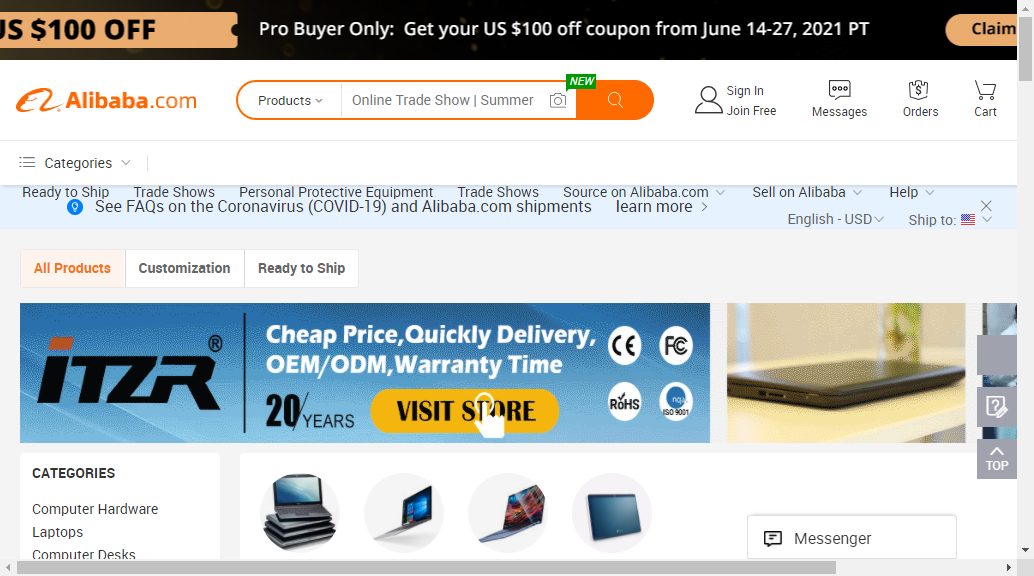 US $100 OFF
Pro Buyer Only: Get your US $100 off coupon from June 14-27, 2021 PT
Claim
Alibaba.com
Products
Online Trade Show | Summer
NEW
Sign In
Join Free
Messages
Orders
Cart
Categories
Ready to Ship
Trade Shows
Personal Protective Equipment
Trade Shows
Source on Alibaba.com
Sell on Alibaba
Help
See FAQs on the Coronavirus (COVID-19) and Alibaba.com shipments
learn more
English - USD
Ship to:
All Products
Customization
Ready to Ship
ITZR®
Cheap Price,Quickly Delivery,
OEM/ODM,Warranty Time
20/YEARS
VISIT STORE
CE
FC
RoHS
nqa
ISO 9001
TOP
CATEGORIES
Computer Hardware
Laptops
Computer Desks
Messenger